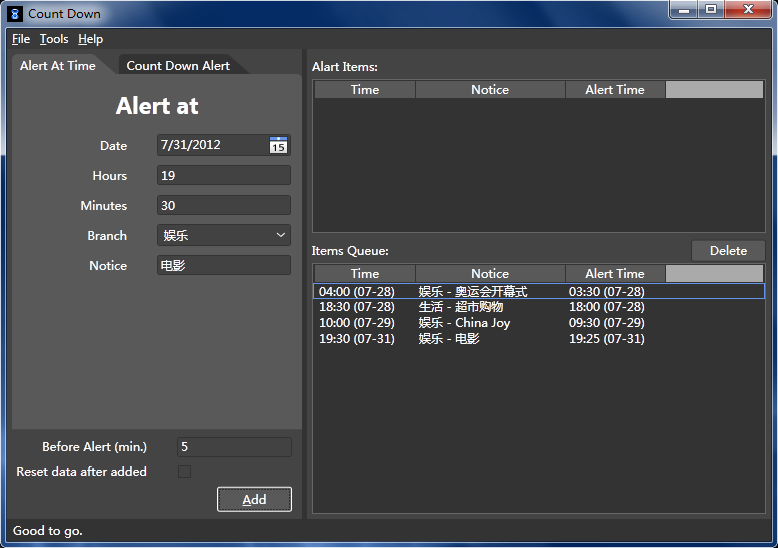 Count Down
File Tools Help
Alert At Time
Count Down Alert
Alert at
Date 7/31/2012 15
Hours 19
Minutes 30
Branch 娱乐
Notice 电影
Before Alert (min.) 5
Reset data after added
Add
Alart Items:
Time Notice Alert Time
Items Queue:
Delete
Time Notice Alert Time
04:00 (07-28) 娱乐 - 奥运会开幕式 03:30 (07-28)
18:30 (07-28) 生活 - 超市购物 18:00 (07-28)
10:00 (07-29) 娱乐 - China Joy 09:30 (07-29)
19:30 (07-31) 娱乐 - 电影 19:25 (07-31)
Good to go.